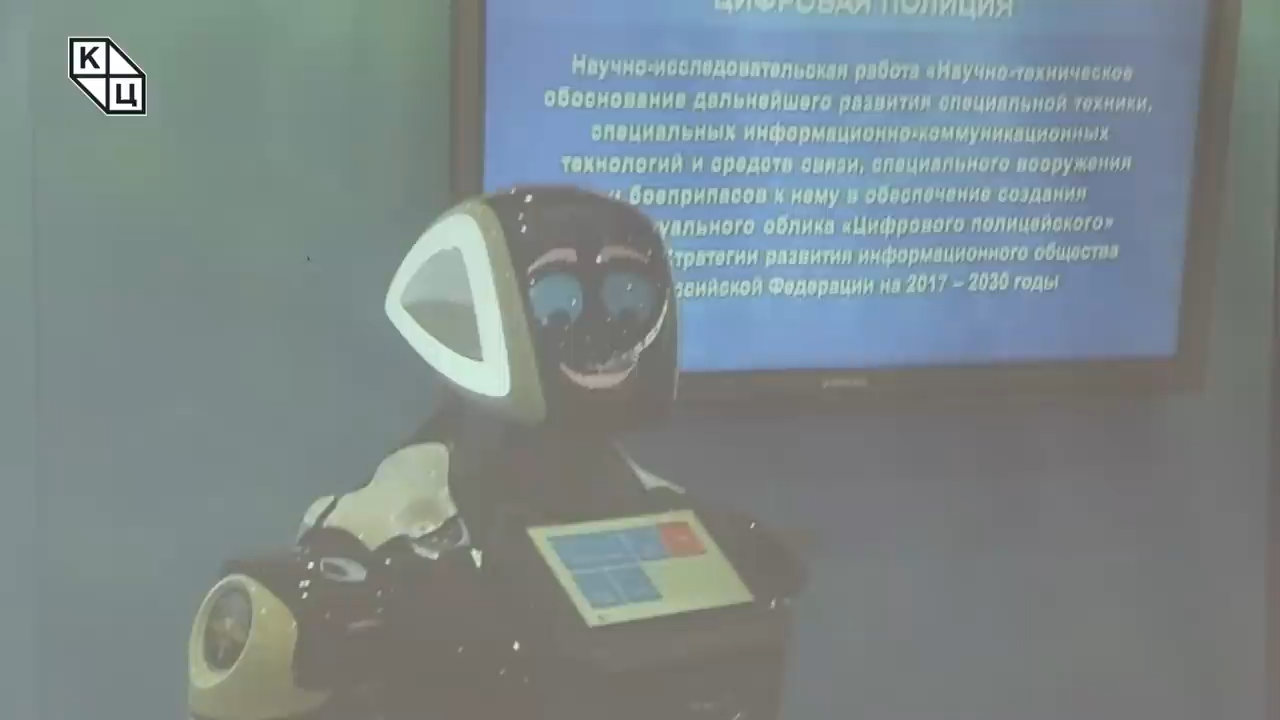 К
Ц
ЦИФРОВАЯ ПОЛИЦИЯ
Научно-исследовательская работа «Научно-техническое
обоснование дальнейшего развития специальной техники,
специальных информационно-коммуникационных
технологий и средств связи, специального вооружения
и боеприпасов к нему в обеспечение создания
уального облика «Цифрового полицейского»
тратегии развития информационного общества
ссийской Федерации на 2017 – 2030 годы